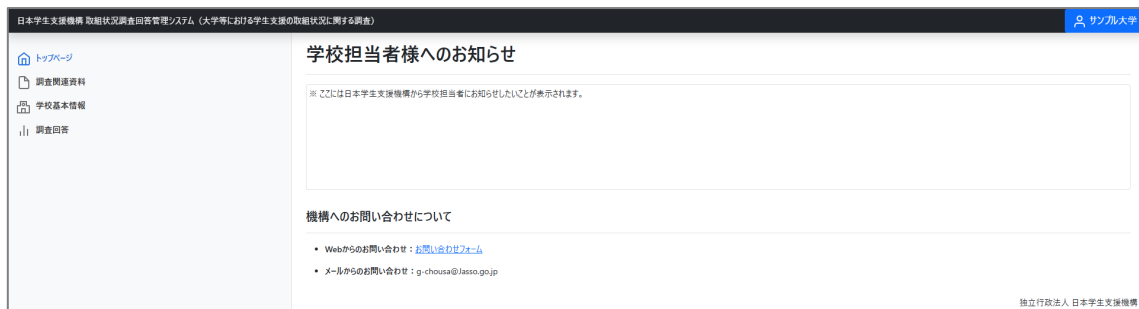 日本学生支援機構 取組状況調査回答管理システム（大学等における学生支援の取組状況に関する調査）
サンプル大学
トップページ
調査関連資料
学校基本情報
調査回答
学校担当者様へのお知らせ
※ ここには日本学生支援機構から学校担当者にお知らせしたいことが表示されます。
機構へのお問い合わせについて
• Webからのお問い合わせ：お問い合わせフォーム
• メールからのお問い合わせ：g-chousa@Jasso.go.jp
独立行政法人 日本学生支援機構